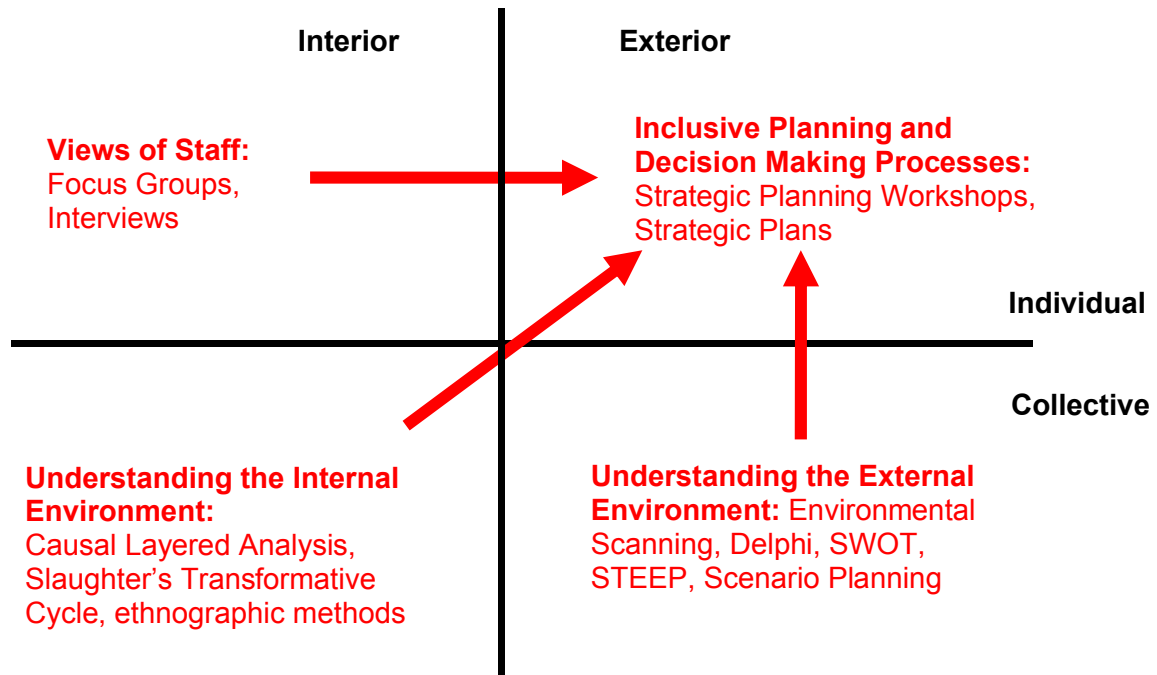 Interior
Exterior
Views of Staff:
Focus Groups,
Interviews
Inclusive Planning and
Decision Making Processes:
Strategic Planning Workshops,
Strategic Plans
Individual
Collective
Understanding the Internal
Environment:
Causal Layered Analysis,
Slaughter’s Transformative
Cycle, ethnographic methods
Understanding the External
Environment: Environmental
Scanning, Delphi, SWOT,
STEEP, Scenario Planning